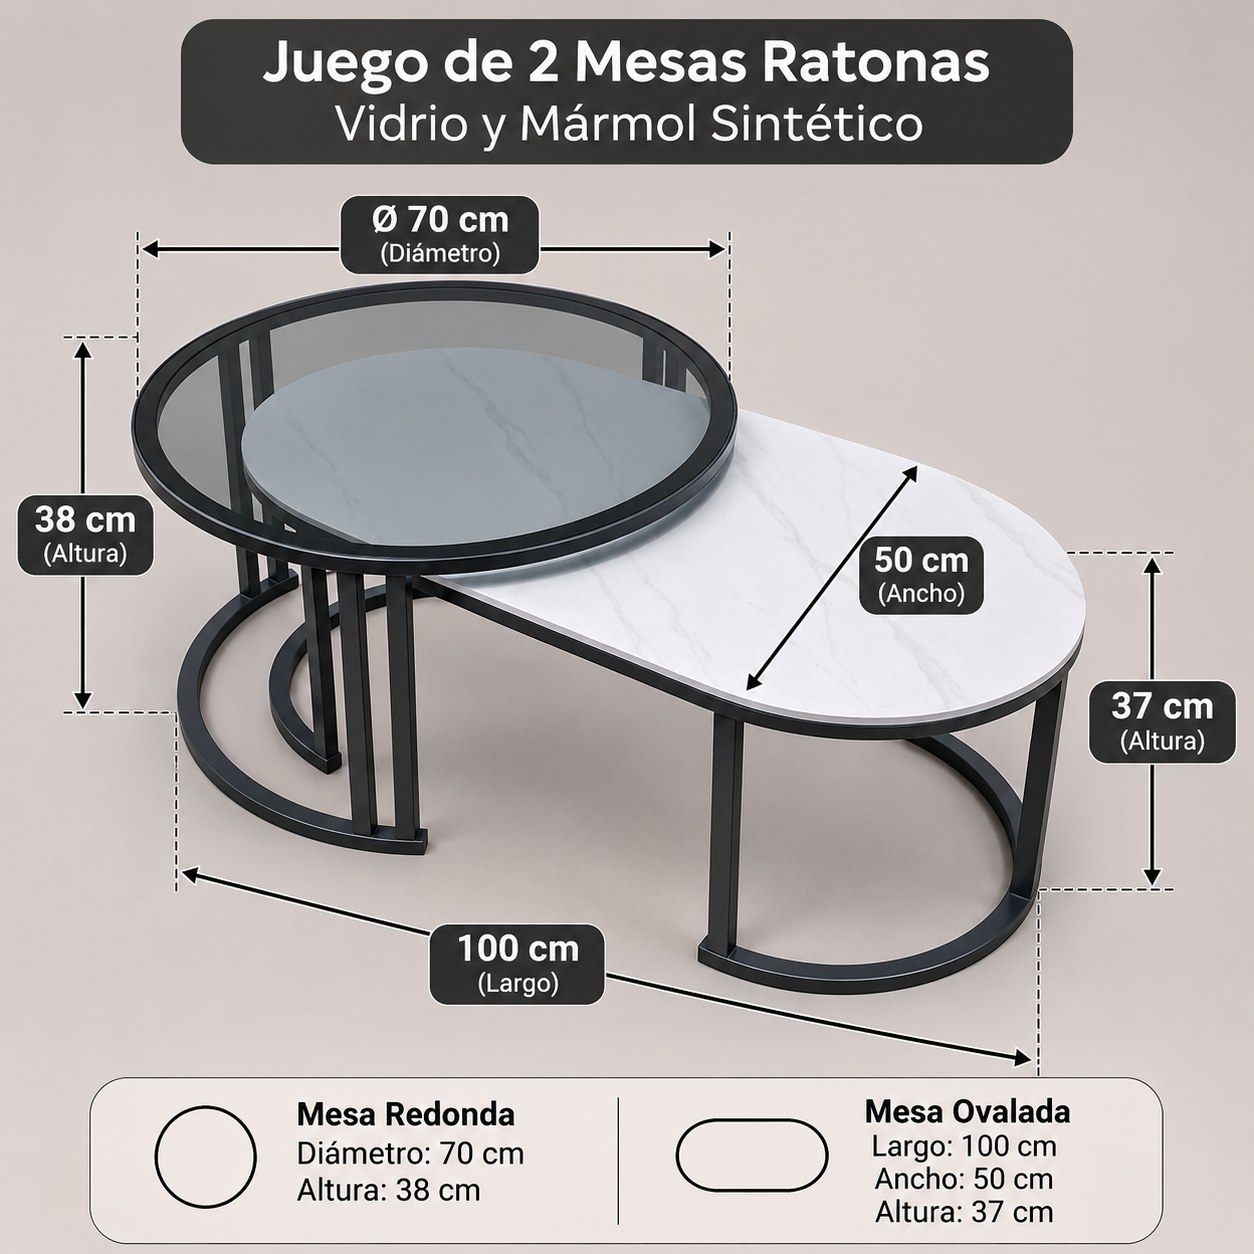 Juego de 2 Mesas Ratonas
Vidrio y Mármol Sintético
Ø 70 cm
(Diámetro)
38 cm
(Altura)
50 cm
(Ancho)
37 cm
(Altura)
100 cm
(Largo)
Mesa Redonda
Diámetro: 70 cm
Altura: 38 cm
Mesa Ovalada
Largo: 100 cm
Ancho: 50 cm
Altura: 37 cm